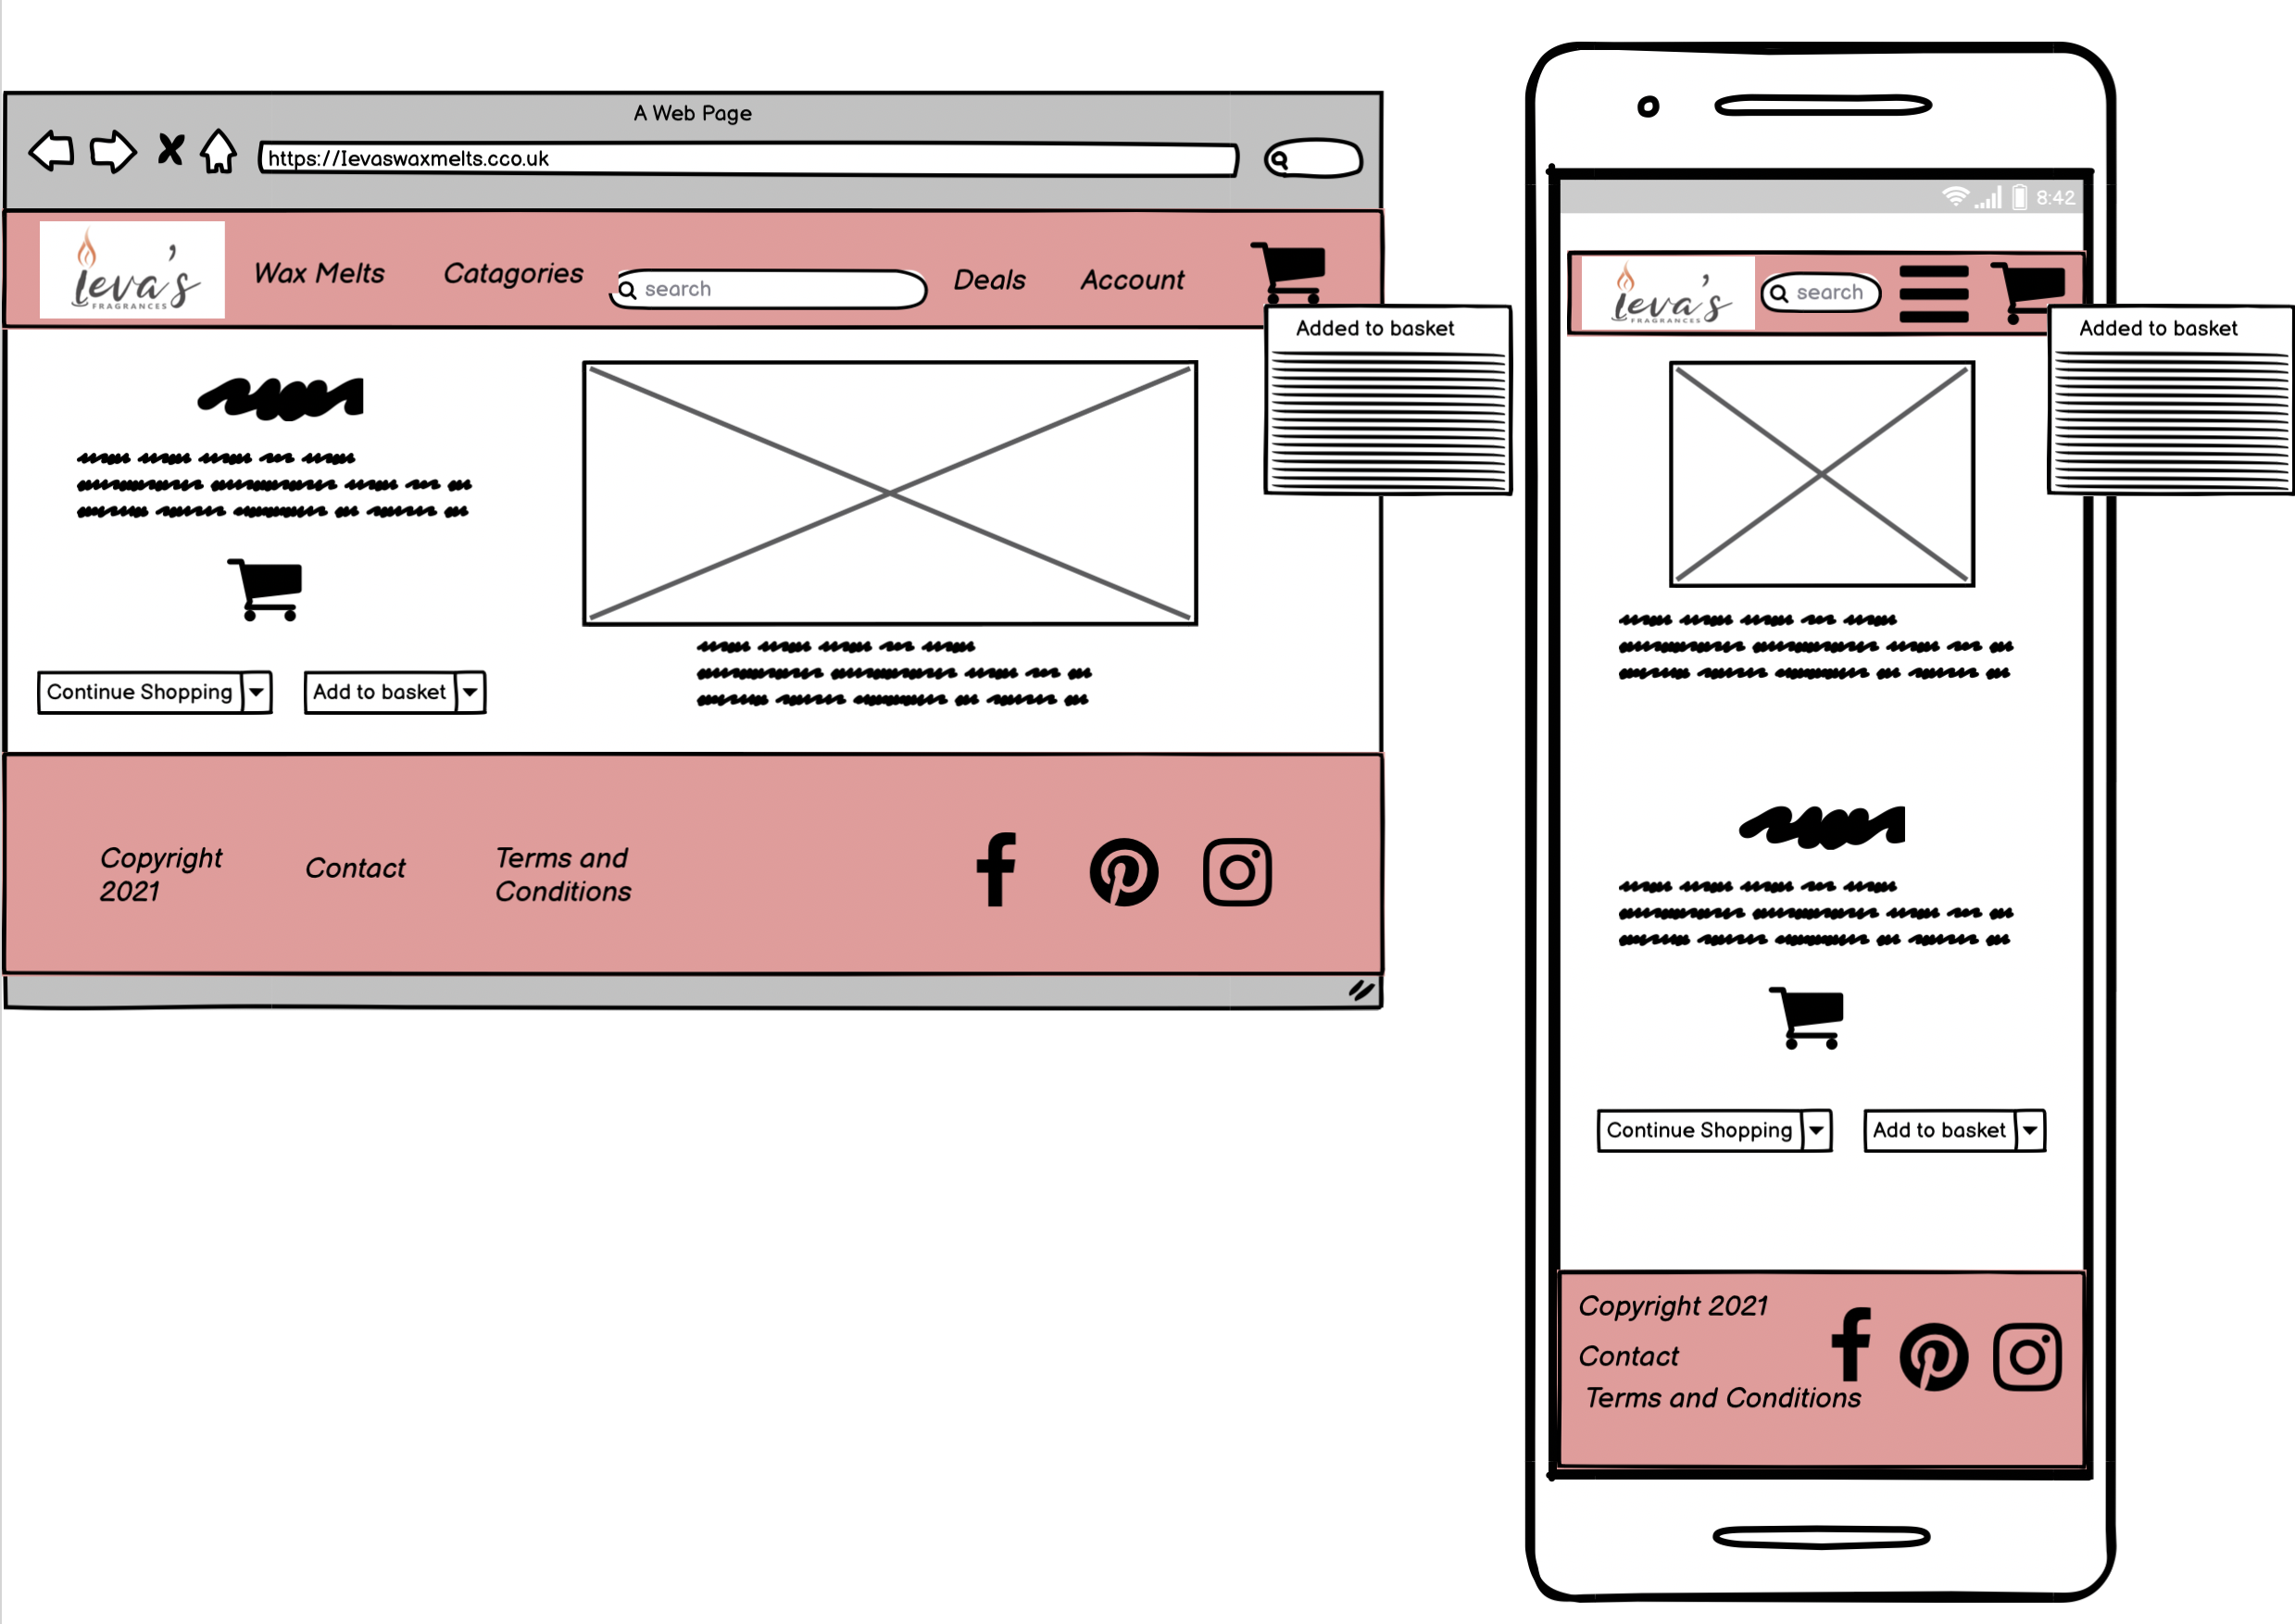 A Web Page
https://Ievaswaxmelts.cco.uk
Ieva's
FRAGRANCES
Wax Melts
Catagories
search
Deals
Account
Added to basket
Continue Shopping
Add to basket
Copyright
2021
Contact
Terms and
Conditions
8:42
Ieva's
FRAGRANCES
search
Added to basket
Continue Shopping
Add to basket
Copyright 2021
Contact
Terms and Conditions